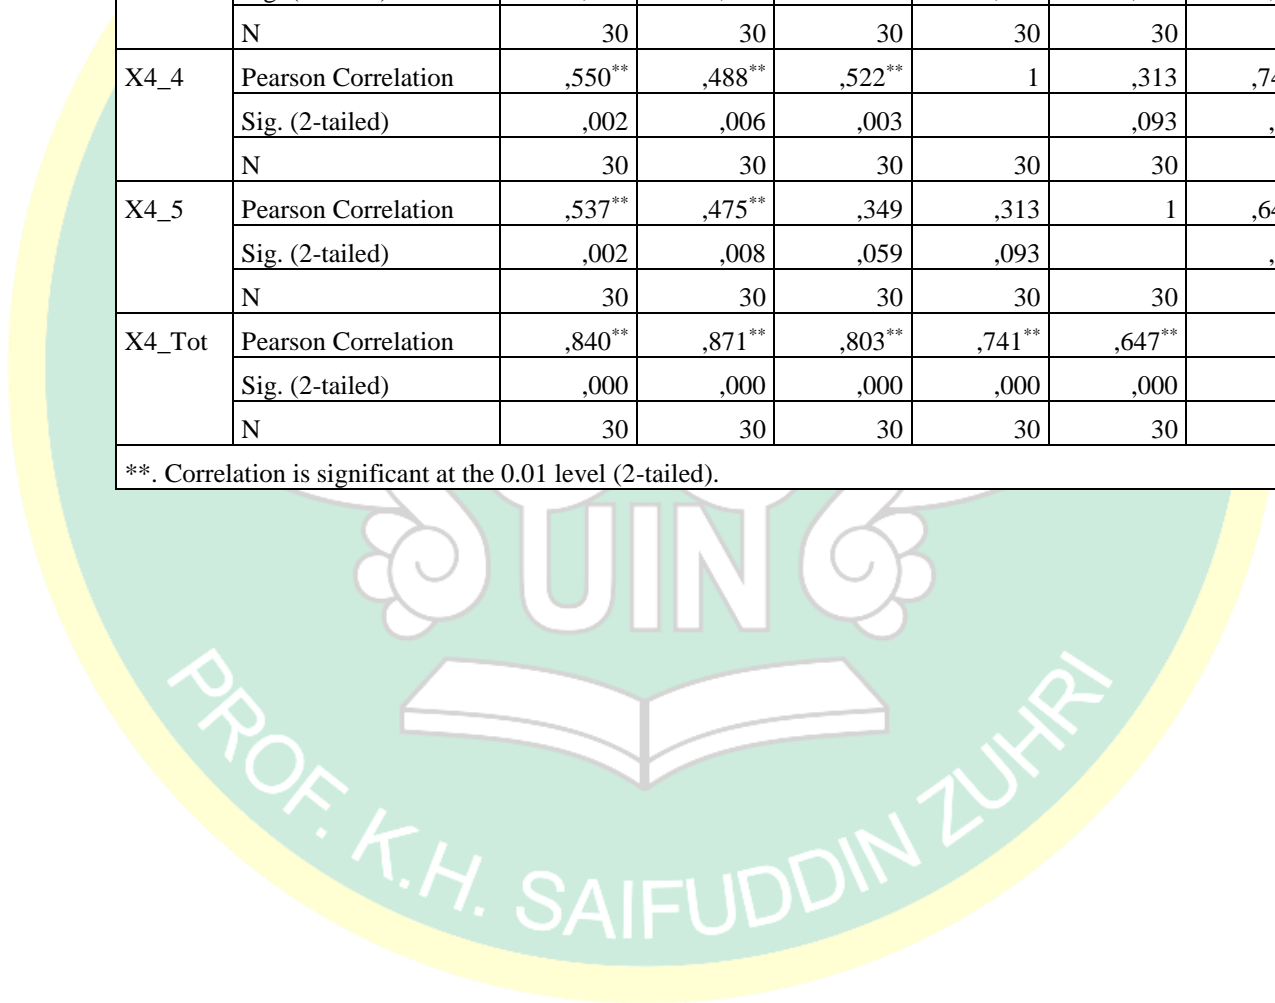 N 30 30 30 30 30
X4_4 Pearson Correlation ,550** ,488** ,522** 1 ,313
Sig. (2-tailed) ,002 ,006 ,003 ,093
N 30 30 30 30 30
X4_5 Pearson Correlation ,537** ,475** ,349 ,313 1
Sig. (2-tailed) ,002 ,008 ,059 ,093
N 30 30 30 30 30
X4_Tot Pearson Correlation ,840** ,871** ,803** ,741** ,647**
Sig. (2-tailed) ,000 ,000 ,000 ,000 ,000
N 30 30 30 30 30
**. Correlation is significant at the 0.01 level (2-tailed).
UIN
PROF. K.H. SAIFUDDIN ZUHRI